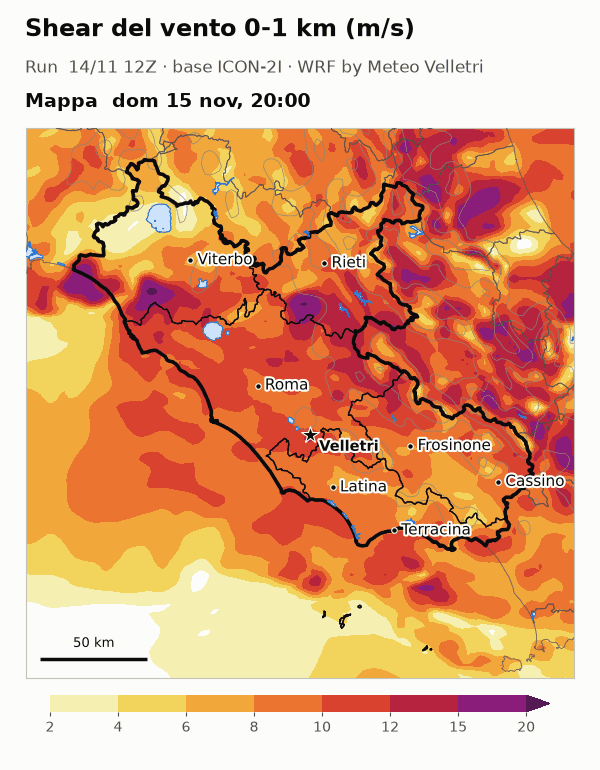 Shear del vento 0-1 km (m/s)
Run  14/11 12Z · base ICON-2I · WRF by Meteo Velletri
Mappa  dom 15 nov, 20:00
Viterbo
Rieti
Roma
Velletri
Frosinone
Latina
Cassino
Terracina
50 km
2 4 6 8 10 12 15 20